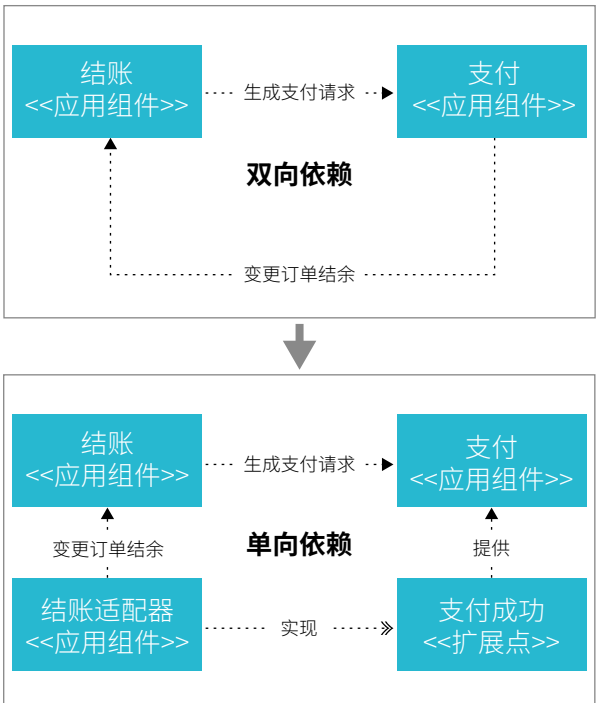 结账
<<应用组件>>
生成支付请求
支付
<<应用组件>>
双向依赖
变更订单结余
结账
<<应用组件>>
生成支付请求
支付
<<应用组件>>
变更订单结余
单向依赖
提供
结账适配器
<<应用组件>>
实现
支付成功
<<扩展点>>